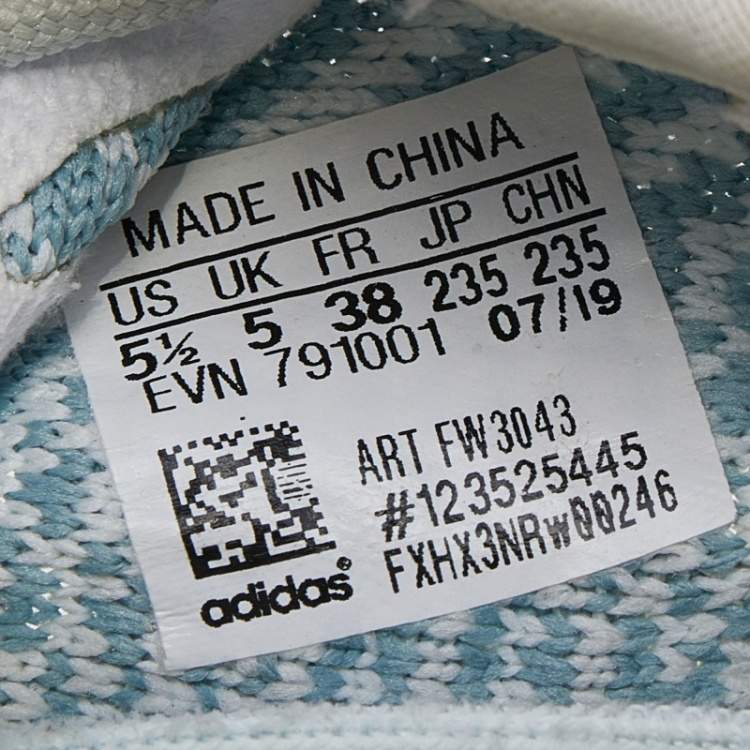 MADE IN CHINA
US UK FR JP CHN
5½ 5 38 235 235
EVN 791001 07/19
ART FW3043
#123525445
FXHX3NRW00246
adidas®